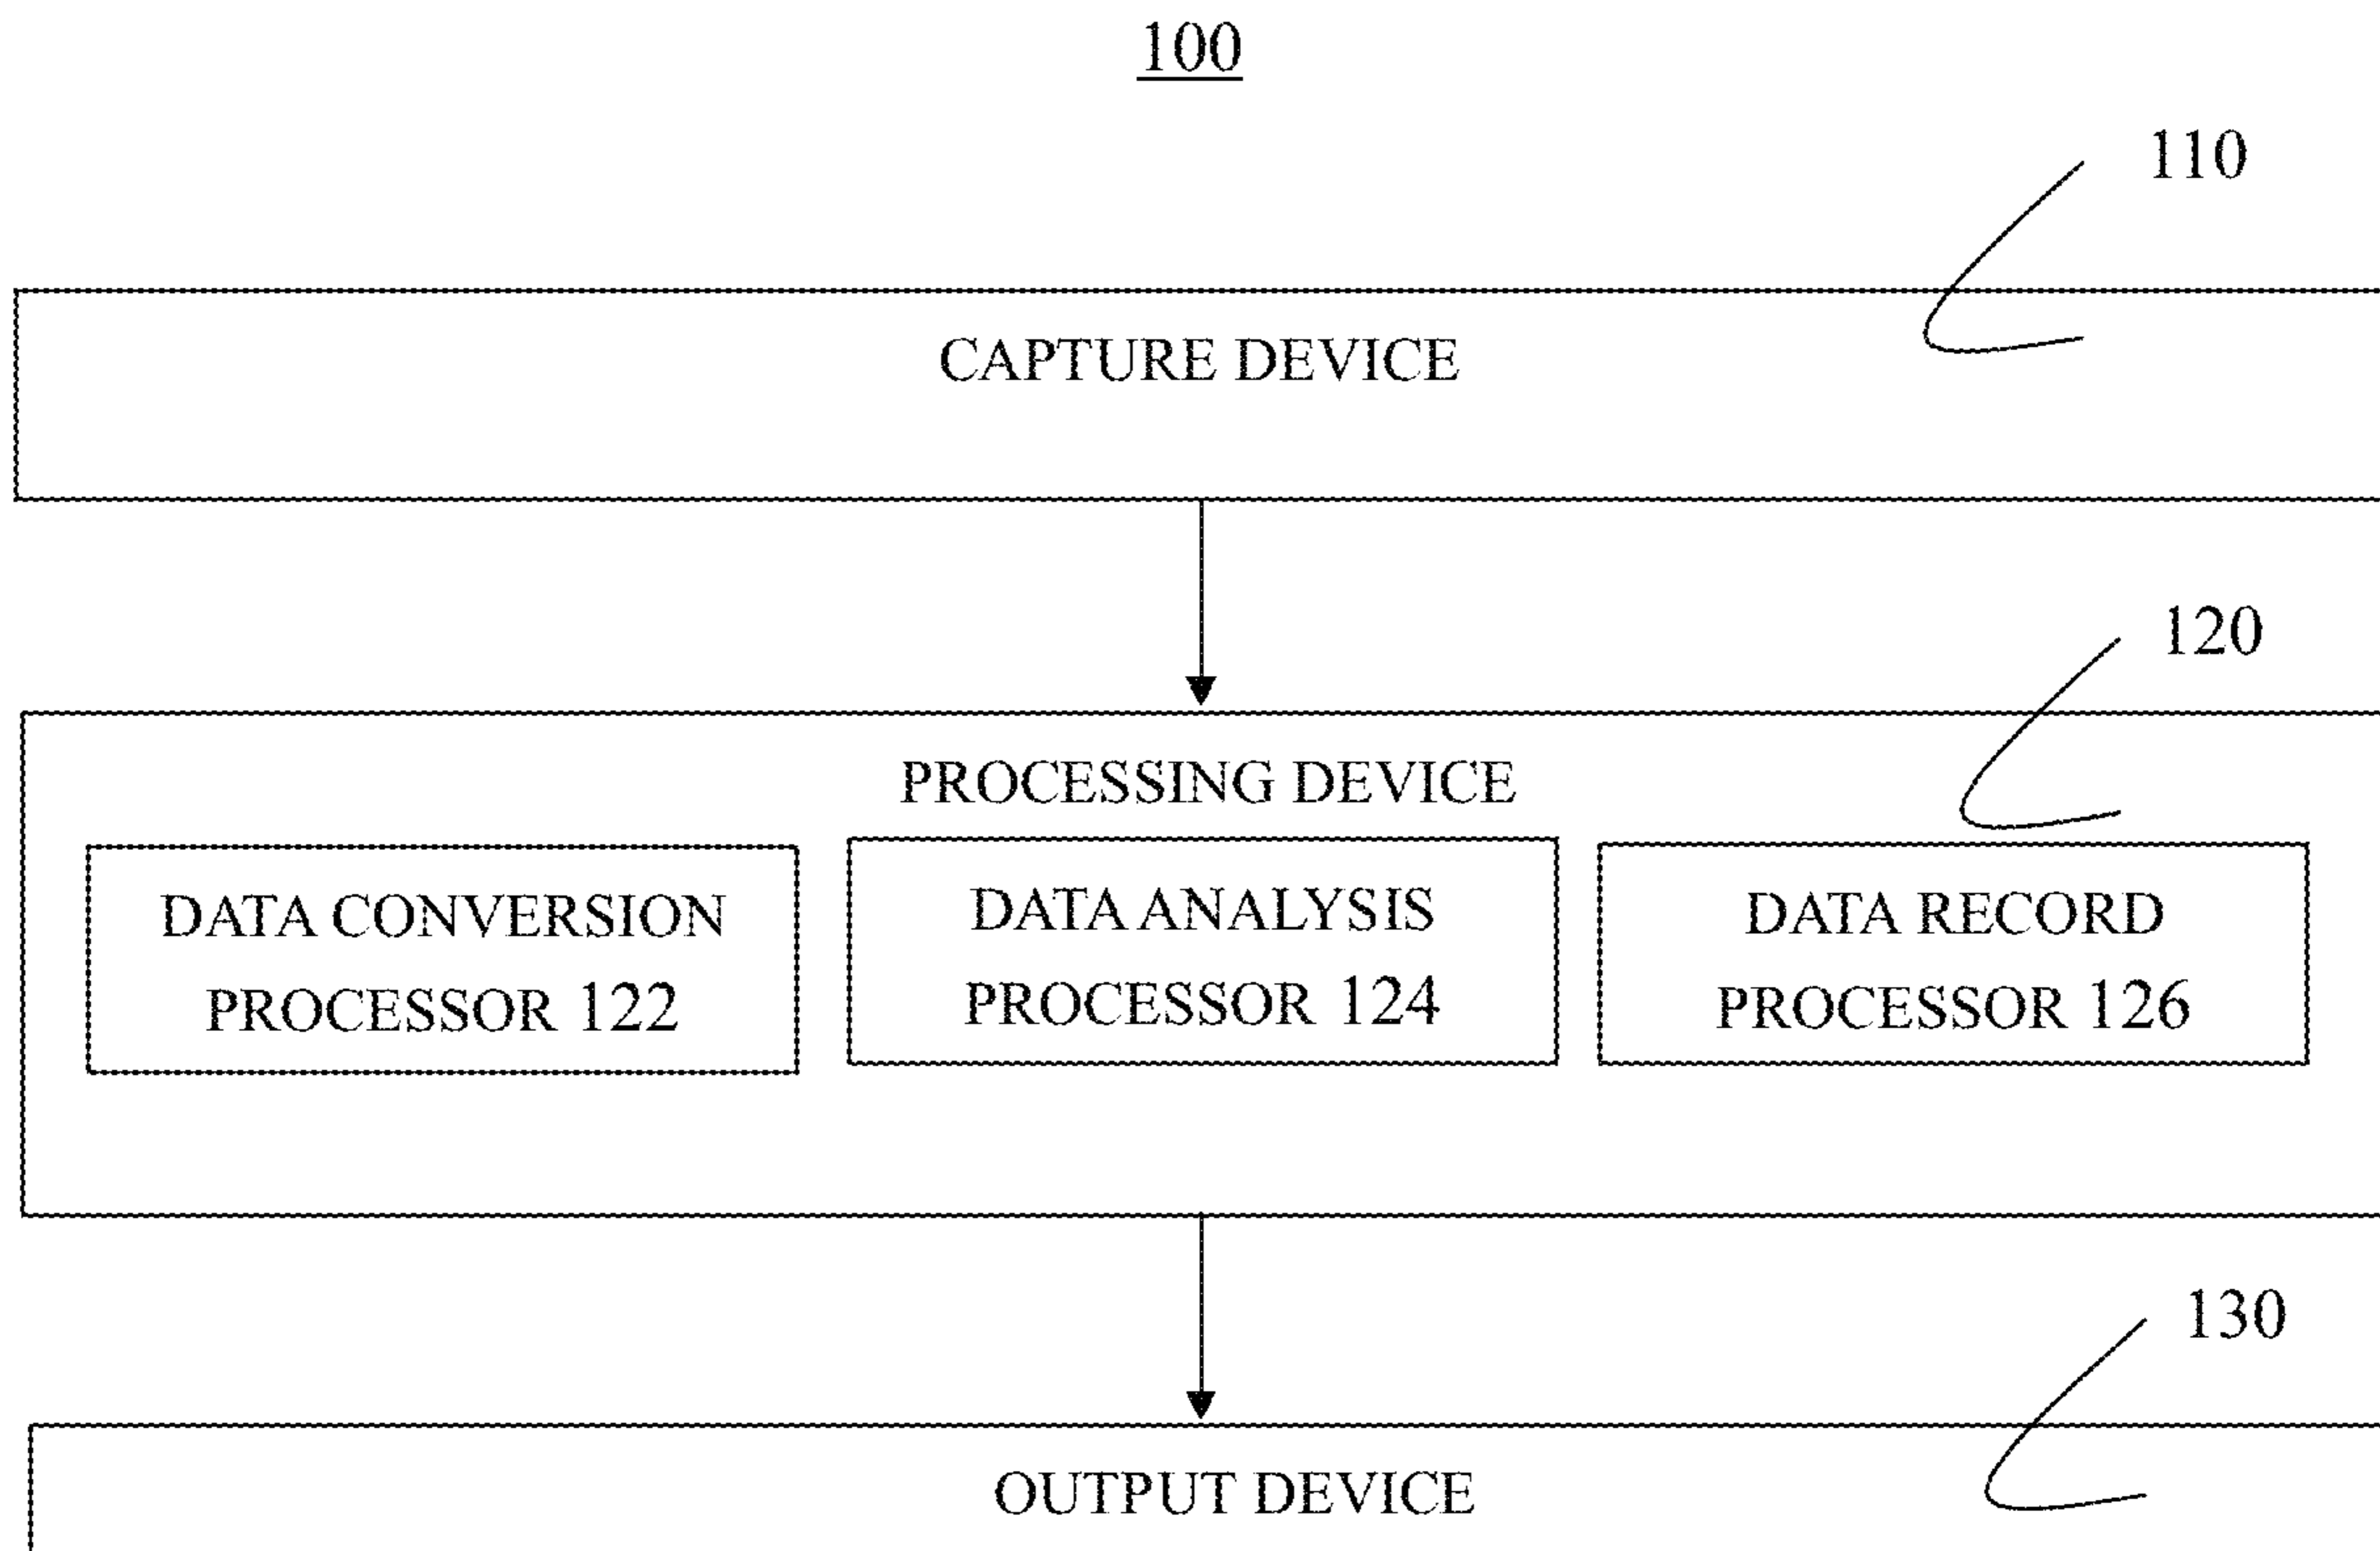 100
110
CAPTURE DEVICE
120
PROCESSING DEVICE
DATA CONVERSION
PROCESSOR 122
DATA ANALYSIS
PROCESSOR 124
DATA RECORD
PROCESSOR 126
130
OUTPUT DEVICE